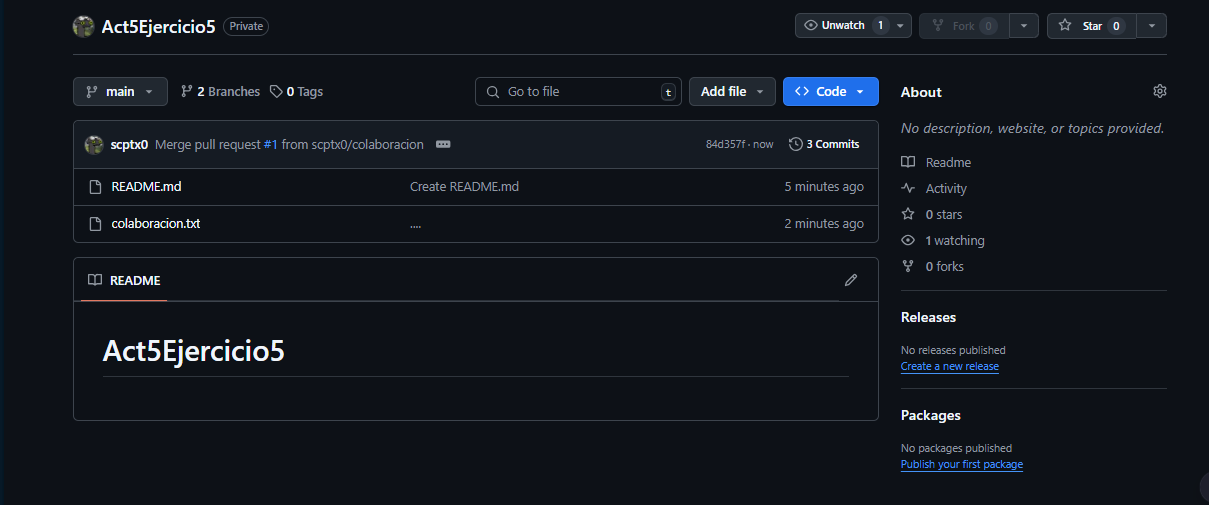 Act5Ejercicio5 Private Unwatch 1 Fork 0 Star 0
main 2 Branches 0 Tags Go to file t Add file Code
scptx0 Merge pull request #1 from scptx0/colaboracion 84d357f · now 3 Commits
README.md Create README.md 5 minutes ago
colaboracion.txt .... 2 minutes ago
README
Act5Ejercicio5
About
No description, website, or topics provided.
Readme
Activity
0 stars
1 watching
0 forks
Releases
No releases published
Create a new release
Packages
No packages published
Publish your first package